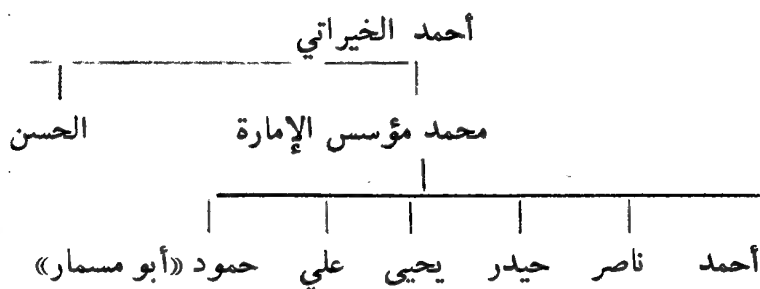 أحمد الخيراتي
محمد مؤسس الإمارة الحسن
أحمد ناصر حيدر يحيى علي حمود «أبو مسمار»